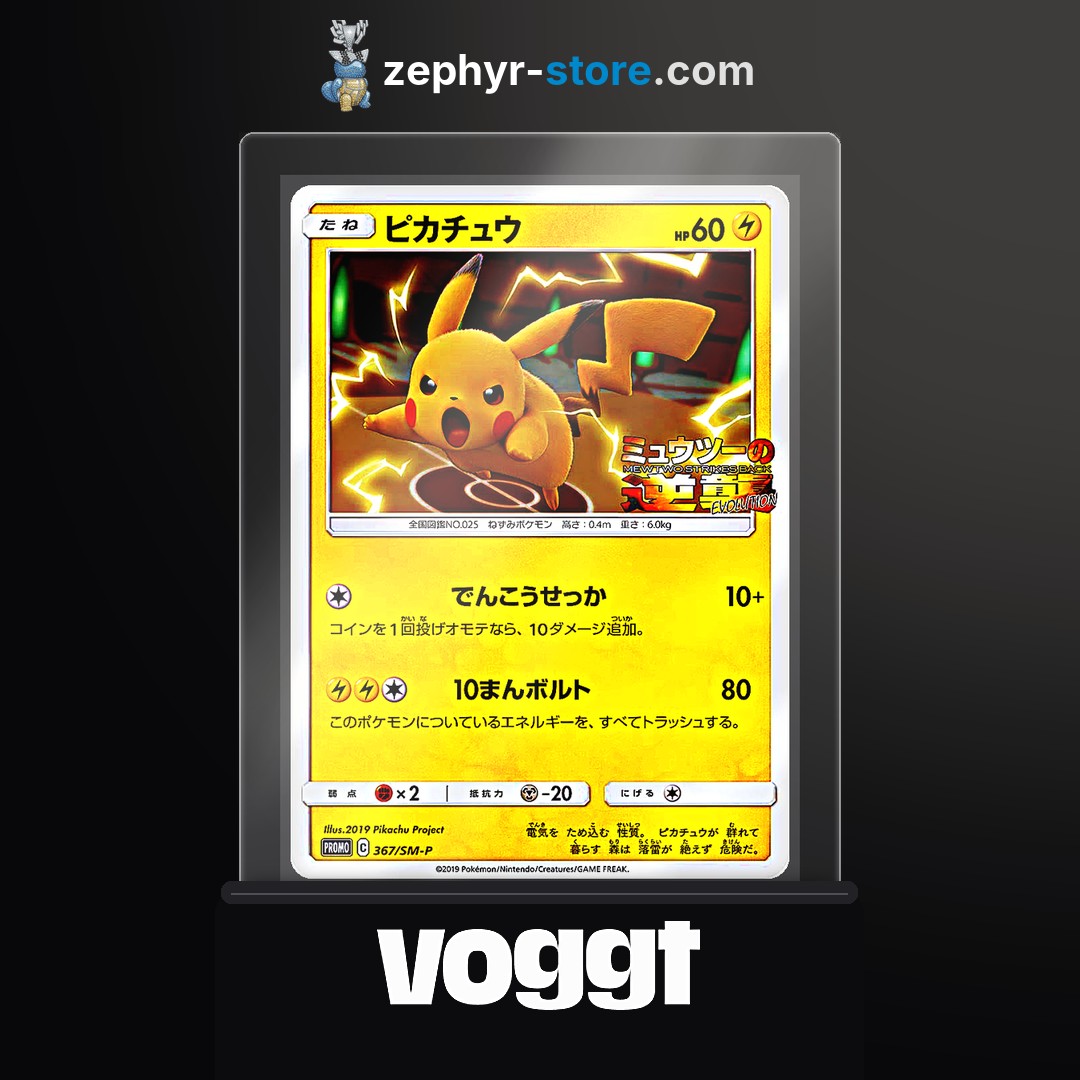 zephyr-store.com
たね ピカチュウ HP60
ミュウツーの
MEWTWO STRIKES BACK
逆襲
EVOLUTION
全国図鑑NO.025 ねずみポケモン 高さ:0.4m 重さ:6.0kg
でんこうせっか 10+
コインを1回投げオモテなら、10ダメージ追加。
10まんボルト 80
このポケモンについているエネルギーを、すべてトラッシュする。
弱点 ×2 抵抗力 -20 にげる
Illus.2019 Pikachu Project
電気を ため込む 性質。 ピカチュウが 群れて
暮らす 森は 落雷が 絶えず 危険だ。
PROMO C 367/SM-P
©2019 Pokémon/Nintendo/Creatures/GAME FREAK.
voggt